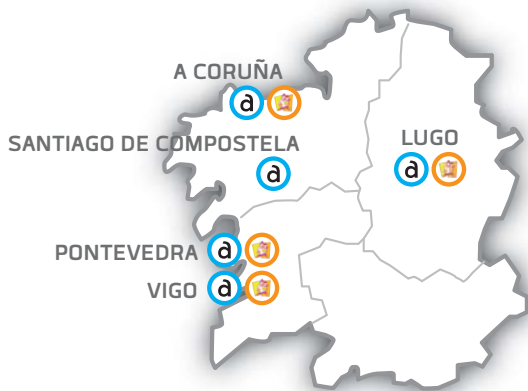 A CORUÑA
a
SANTIAGO DE COMPOSTELA
a
LUGO
a
PONTEVEDRA a
VIGO a